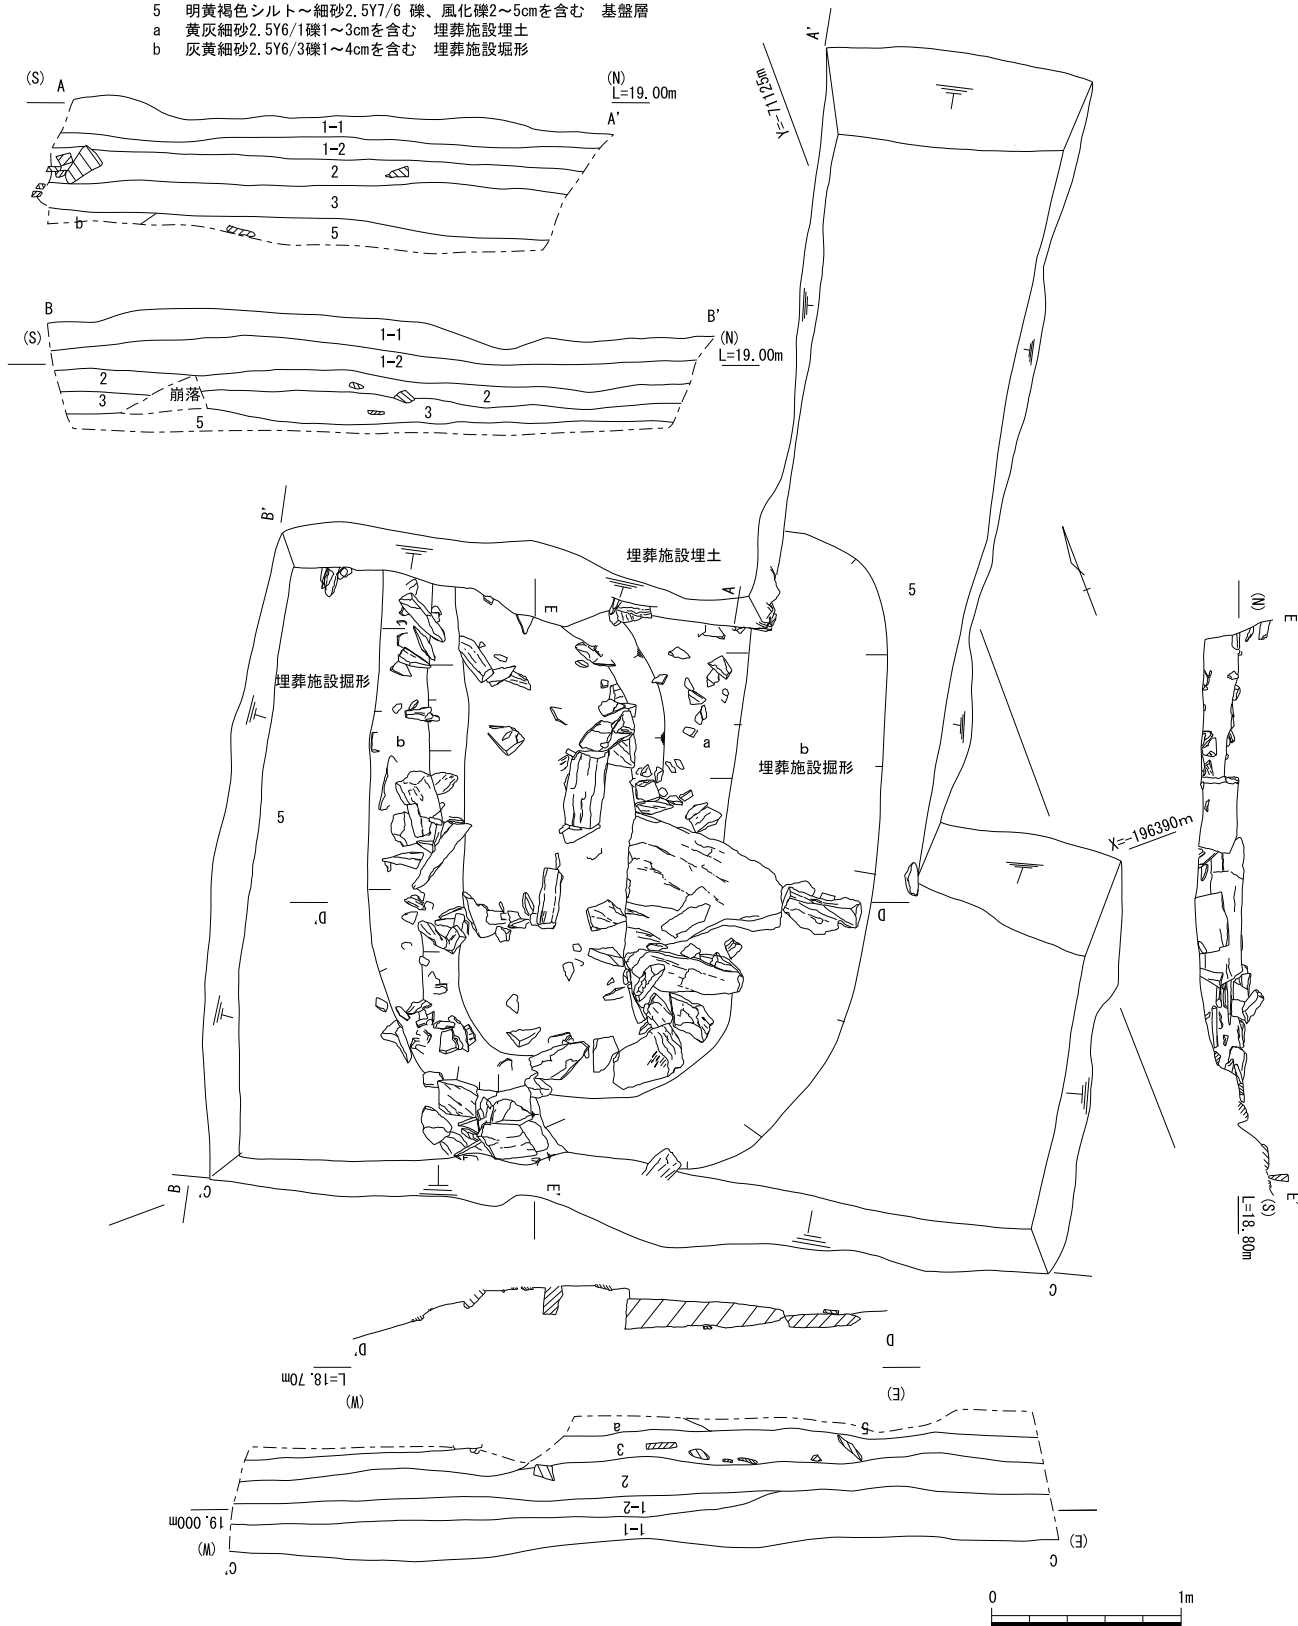 5 明黄褐色シルト～細砂2.5Y7/6 礫、風化礫2～5cmを含む 基盤層
a 黄灰細砂2.5Y6/1礫1～3cmを含む 埋葬施設埋土
b 灰黄細砂2.5Y6/3礫1～4cmを含む 埋葬施設堀形
(S) A
(N)
L=19.00m
A'
1-1
1-2
2
3
b
5
B
(S)
B'
(N)
L=19.00m
1-1
1-2
2
3
崩落
2
3
5
A'
Y=-71125m
B'
埋葬施設埋土
A
E
5
埋葬施設掘形
b
a
b
埋葬施設掘形
5
X=-196390m
D'
D
(N)
E
E'
(S)
L=18.80m
B
C'
E'
C
D'
L=18.70m
(W)
D
(E)
a
5
3
2
1-2
1-1
19.000m
(W)
C'
(E)
C
0 1m